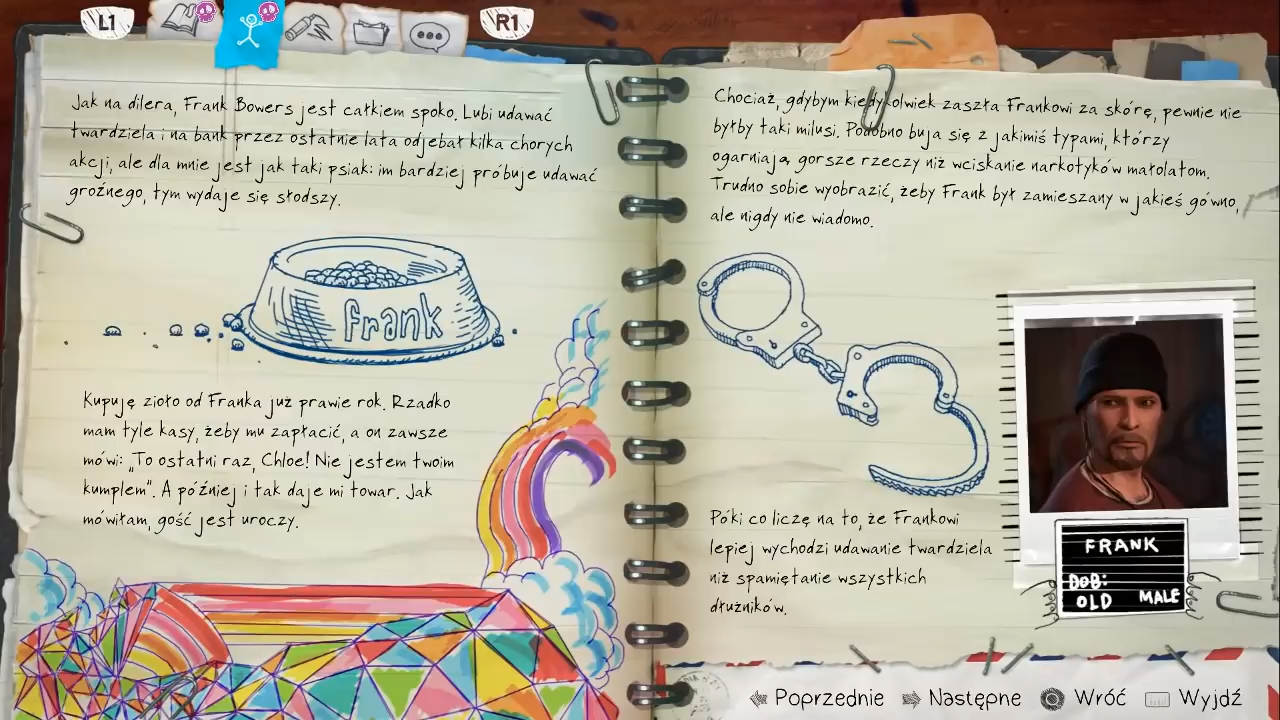 L1
R1
Jak na dilera, Frank Bowers jest całkiem spoko. Lubi udawać
twardziela i na bank przez ostatnie lata odjebał kilka chorych
akcji, ale dla mnie jest jak taki psiak: im bardziej próbuje udawać
groźnego, tym wydaje się słodszy.
frank
Kupuję zioło od Franka już prawie rok. Rzadko
mam tyle kasy, żeby mu zapłacić, a on zawsze
mówi: „To ostatni raz, Chloe! Nie jestem twoim
kumplem”. A później i tak daje mi towar. Jak
mówiłam, gość jest uroczy.
Chociaż, gdybym kiedykolwiek zaszła Frankowi za skórę, pewnie nie
byłby taki milusi. Podobno buja się z jakimiś typami, którzy
ogarniają gorsze rzeczy niż wciskanie narkotyków małolatom.
Trudno sobie wyobrazić, żeby Frank był zamieszany w jakieś gówno,
ale nigdy nie wiadomo.
Póki co liczę na to, że Frankowi
lepiej wychodzi udawanie twardziela
niż spamiętanie wszystkich
dłużników.
FRANK
DOB:
OLD MALE
Poprzednie Następne Wróć Wyjdź